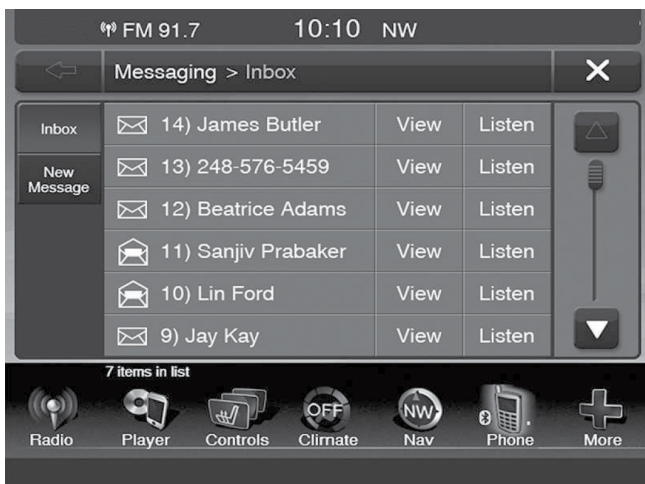 FM 91.7 10:10 NW
Messaging > Inbox
Inbox
New
Message
14) James Butler View Listen
13) 248-576-5459 View Listen
12) Beatrice Adams View Listen
11) Sanjiv Prabaker View Listen
10) Lin Ford View Listen
9) Jay Kay View Listen
7 items in list
OFF NW
Radio Player Controls Climate Nav Phone More